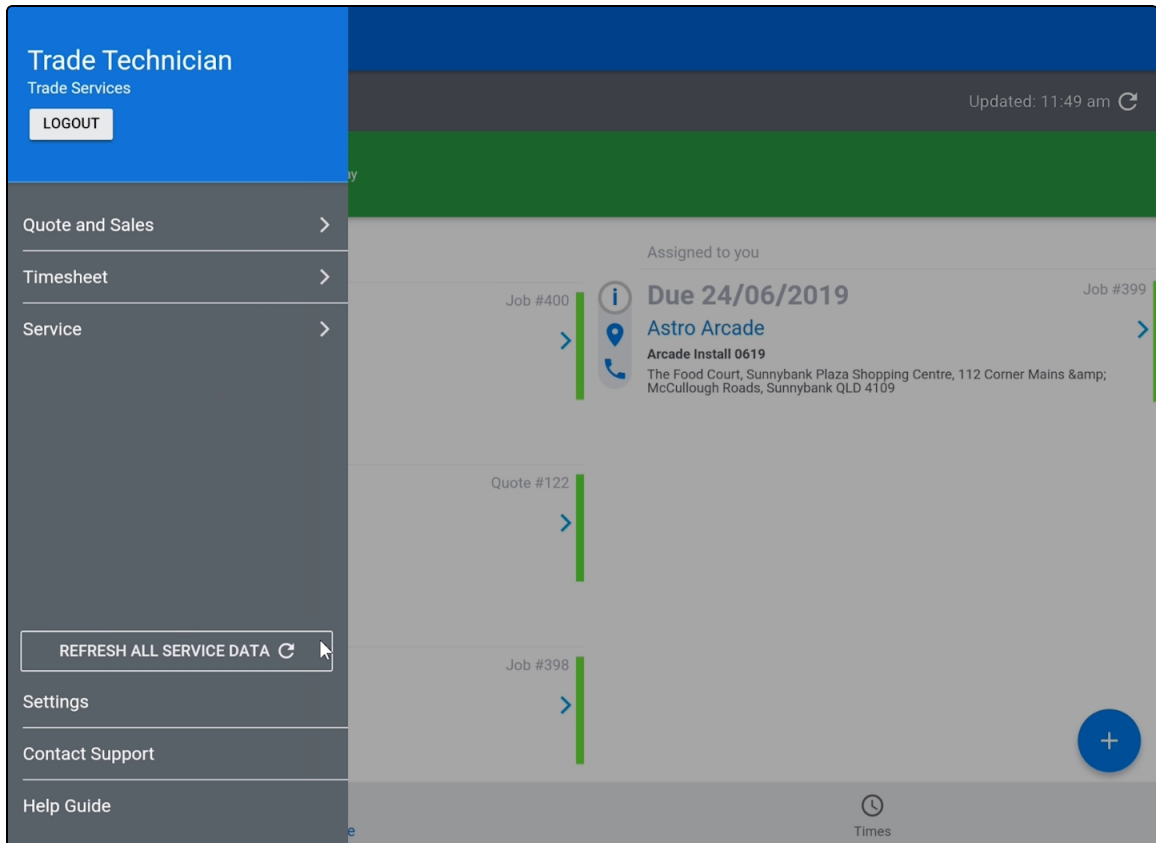 Trade Technician
Trade Services
LOGOUT
Quote and Sales
Timesheet
Service
REFRESH ALL SERVICE DATA
Settings
Contact Support
Help Guide
Updated: 11:49 am
Job #400
Quote #122
Job #398
Assigned to you
Due 24/06/2019
Job #399
Astro Arcade
Arcade Install 0619
The Food Court, Sunnybank Plaza Shopping Centre, 112 Corner Mains &amp;
McCullough Roads, Sunnybank QLD 4109
Times